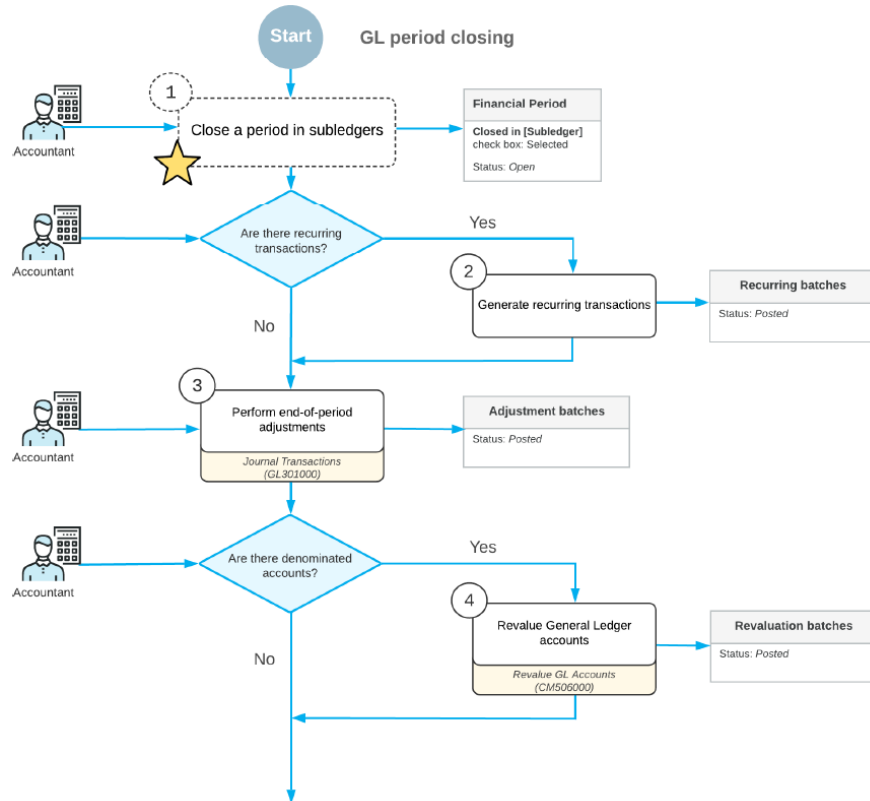 Start
GL period closing
1
Close a period in subledgers
Accountant
Financial Period
Closed in [Subledger]
check box: Selected
Status: Open
Are there recurring
transactions?
Accountant
Yes
No
2
Generate recurring transactions
Recurring batches
Status: Posted
3
Perform end-of-period
adjustments
Journal Transactions
(GL301000)
Accountant
Adjustment batches
Status: Posted
Are there denominated
accounts?
Accountant
Yes
No
4
Revalue General Ledger
accounts
Revalue GL Accounts
(CM506000)
Revaluation batches
Status: Posted